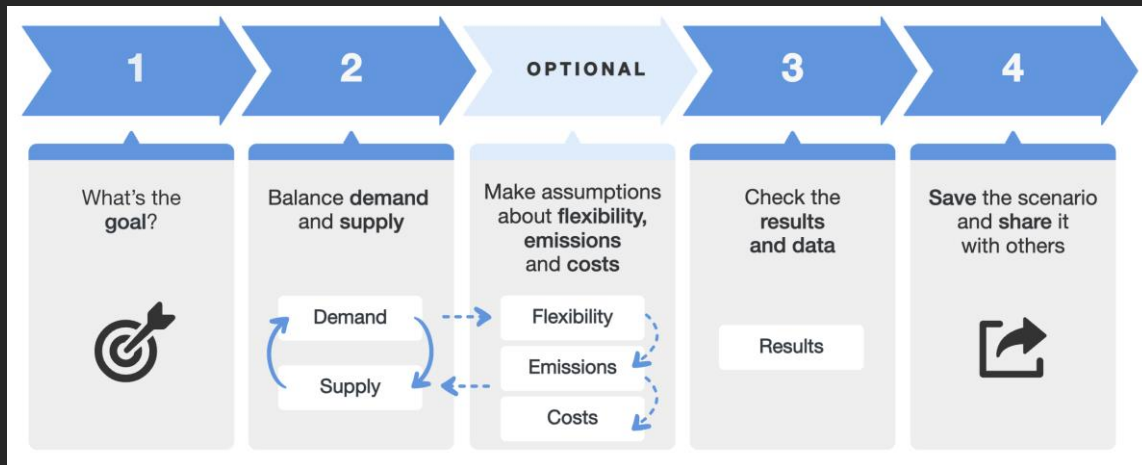 1
2
OPTIONAL
3
4
What's the
goal?
Balance demand
and supply
Demand
Supply
Make assumptions
about flexibility,
emissions
and costs
Flexibility
Emissions
Costs
Check the
results
and data
Results
Save the scenario
and share it
with others